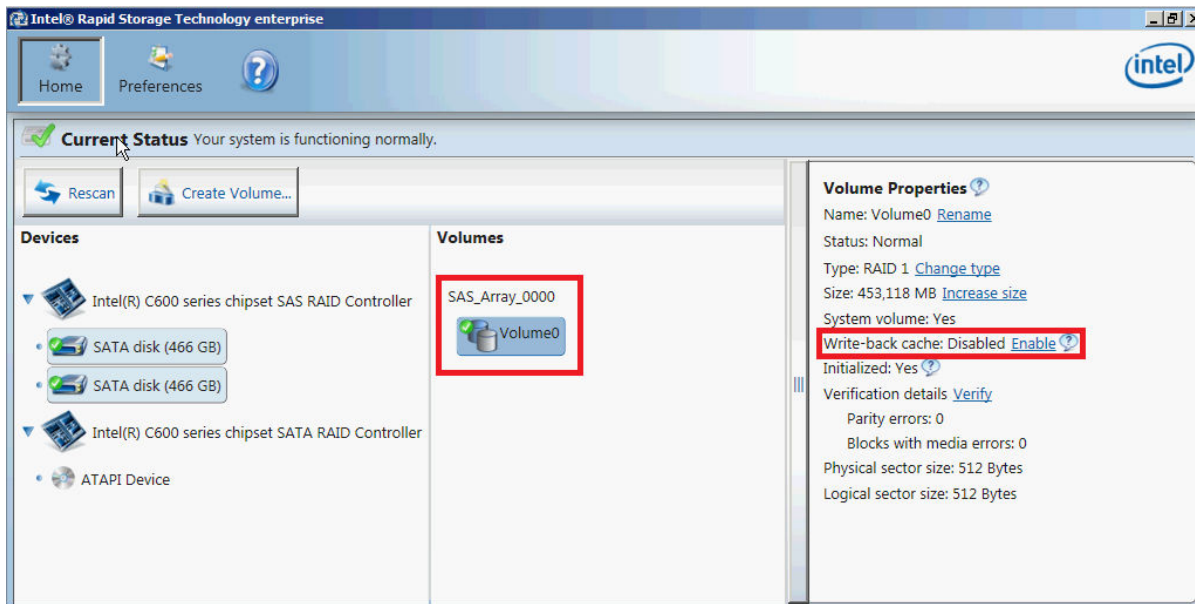 Intel® Rapid Storage Technology enterprise
Home
Preferences
intel
Current Status Your system is functioning normally.
Rescan
Create Volume...
Devices
Intel(R) C600 series chipset SAS RAID Controller
SATA disk (466 GB)
SATA disk (466 GB)
Intel(R) C600 series chipset SATA RAID Controller
ATAPI Device
Volumes
SAS_Array_0000
Volume0
Volume Properties
Name: Volume0 Rename
Status: Normal
Type: RAID 1 Change type
Size: 453,118 MB Increase size
System volume: Yes
Write-back cache: Disabled Enable
Initialized: Yes
Verification details Verify
Parity errors: 0
Blocks with media errors: 0
Physical sector size: 512 Bytes
Logical sector size: 512 Bytes